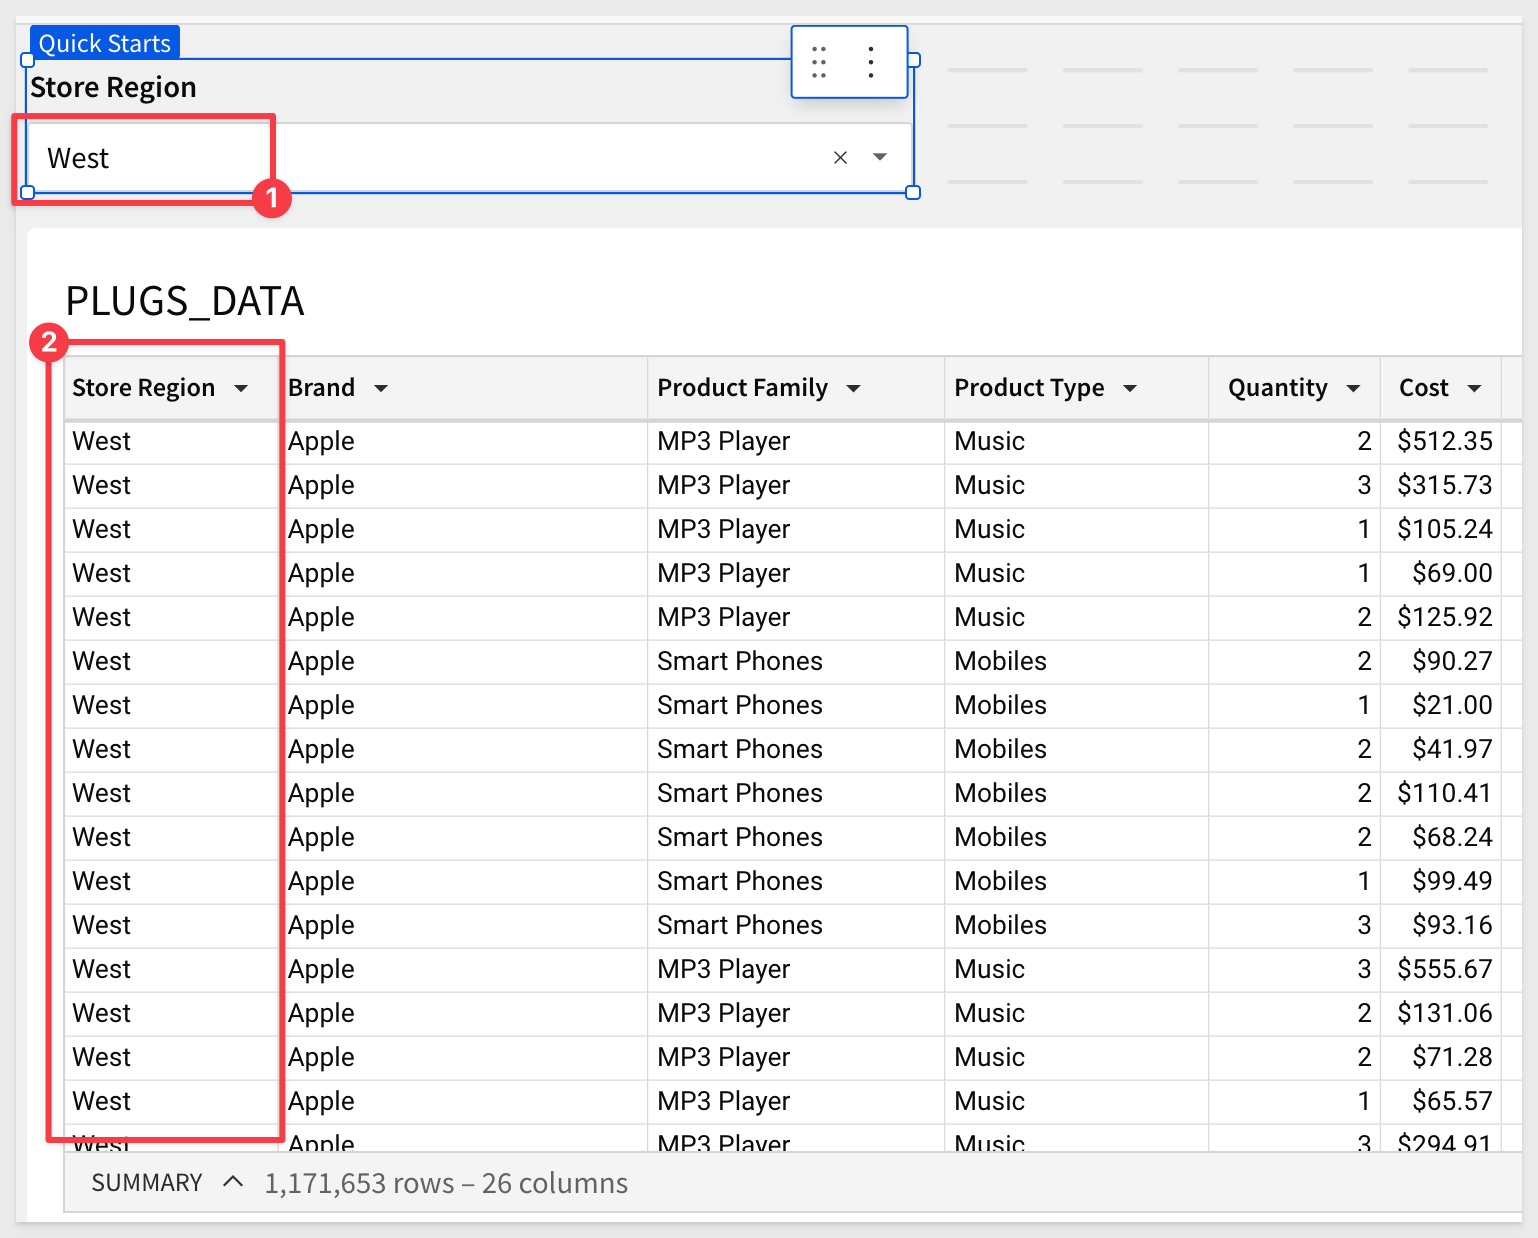 Quick Starts
Store Region
West
1
PLUGS_DATA
2
Store Region Brand Product Family Product Type Quantity Cost
West Apple MP3 Player Music 2 $512.35
West Apple MP3 Player Music 3 $315.73
West Apple MP3 Player Music 1 $105.24
West Apple MP3 Player Music 1 $69.00
West Apple MP3 Player Music 2 $125.92
West Apple Smart Phones Mobiles 2 $90.27
West Apple Smart Phones Mobiles 1 $21.00
West Apple Smart Phones Mobiles 2 $41.97
West Apple Smart Phones Mobiles 2 $110.41
West Apple Smart Phones Mobiles 2 $68.24
West Apple Smart Phones Mobiles 1 $99.49
West Apple Smart Phones Mobiles 3 $93.16
West Apple MP3 Player Music 3 $555.67
West Apple MP3 Player Music 2 $131.06
West Apple MP3 Player Music 2 $71.28
West Apple MP3 Player Music 1 $65.57
West Apple MP3 Player Music 3 $294.91
SUMMARY 1,171,653 rows – 26 columns